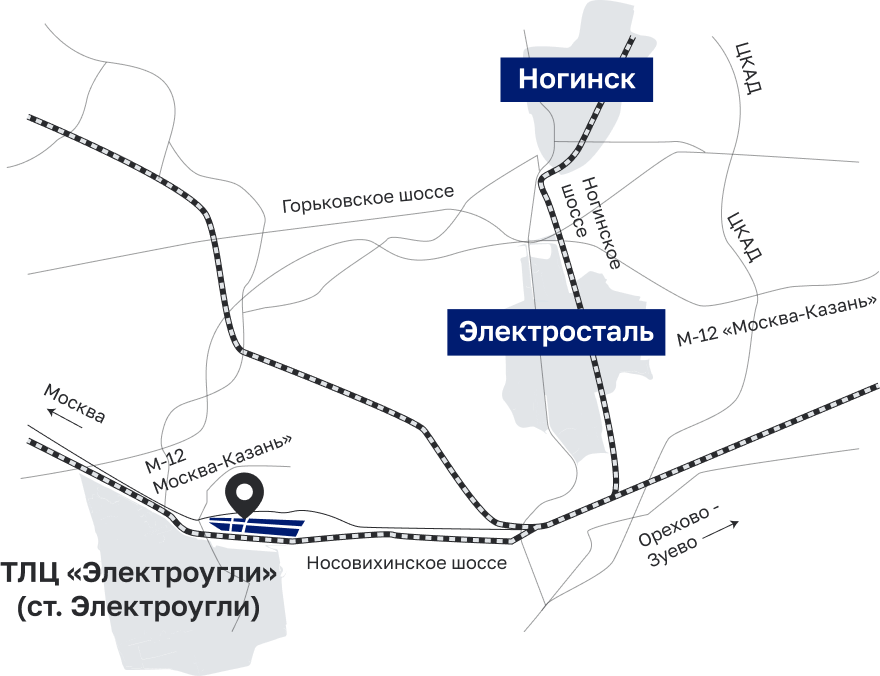 Ногинск
ЦКАД
Горьковское шоссе
Ногинское
шоссе
ЦКАД
Электросталь
М-12 «Москва-Казань»
Москва
М-12
Москва-Казань»
Орехово -
Зуево
Носовихинское шоссе
ТЛЦ «Электроугли»
(ст. Электроугли)